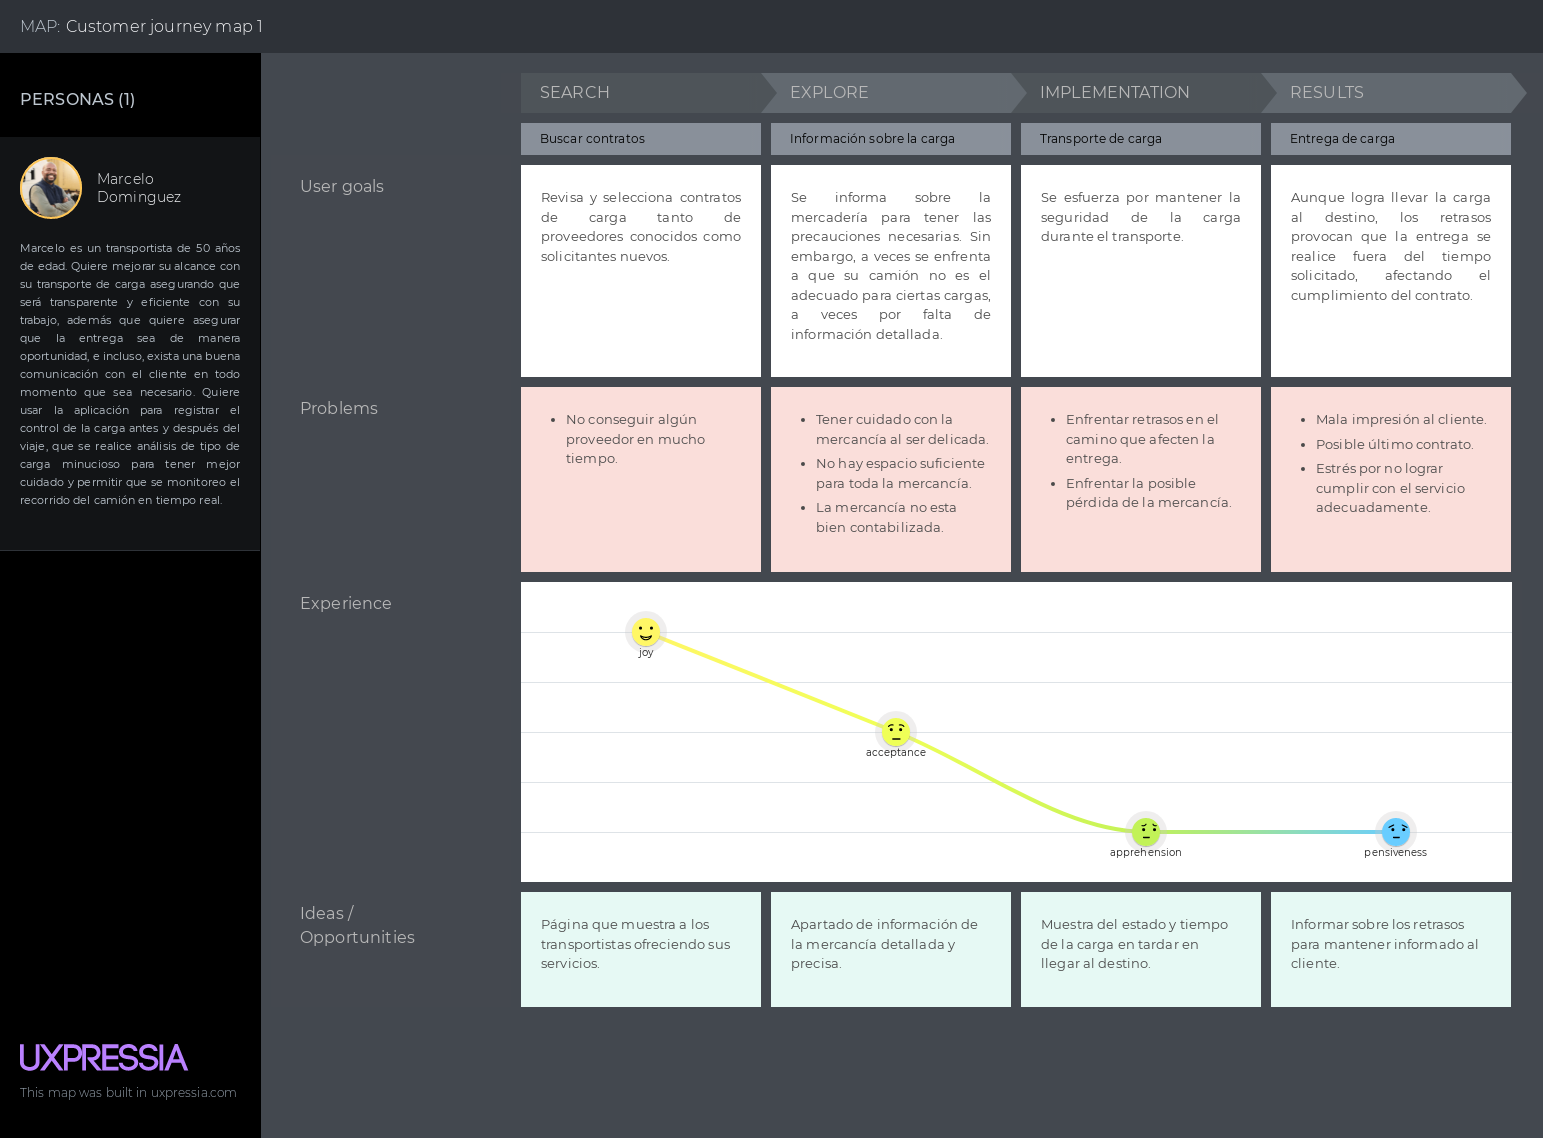 MAP: Customer journey map 1
PERSONAS (1)
Marcelo
Dominguez
Marcelo es un transportista de 50 años
de edad. Quiere mejorar su alcance con
su transporte de carga asegurando que
será transparente y eficiente con su
trabajo, además que quiere asegurar
que la entrega sea de manera
oportunidad, e incluso, exista una buena
comunicación con el cliente en todo
momento que sea necesario. Quiere
usar la aplicación para registrar el
control de la carga antes y después del
viaje, que se realice análisis de tipo de
carga minucioso para tener mejor
cuidado y permitir que se monitoreo el
recorrido del camión en tiempo real.
UXPRESSIA
This map was built in uxpressia.com
SEARCH
EXPLORE
IMPLEMENTATION
RESULTS
Buscar contratos
Información sobre la carga
Transporte de carga
Entrega de carga
User goals
Revisa y selecciona contratos
de carga tanto de
proveedores conocidos como
solicitantes nuevos.
Se informa sobre la
mercadería para tener las
precauciones necesarias. Sin
embargo, a veces se enfrenta
a que su camión no es el
adecuado para ciertas cargas,
a veces por falta de
información detallada.
Se esfuerza por mantener la
seguridad de la carga
durante el transporte.
Aunque logra llevar la carga
al destino, los retrasos
provocan que la entrega se
realice fuera del tiempo
solicitado, afectando el
cumplimiento del contrato.
Problems
• No conseguir algún
proveedor en mucho
tiempo.
• Tener cuidado con la
mercancía al ser delicada.
• No hay espacio suficiente
para toda la mercancía.
• La mercancía no esta
bien contabilizada.
• Enfrentar retrasos en el
camino que afecten la
entrega.
• Enfrentar la posible
pérdida de la mercancía.
• Mala impresión al cliente.
• Posible último contrato.
• Estrés por no lograr
cumplir con el servicio
adecuadamente.
Experience
joy
acceptance
apprehension
pensiveness
Ideas /
Opportunities
Página que muestra a los
transportistas ofreciendo sus
servicios.
Apartado de información de
la mercancía detallada y
precisa.
Muestra del estado y tiempo
de la carga en tardar en
llegar al destino.
Informar sobre los retrasos
para mantener informado al
cliente.